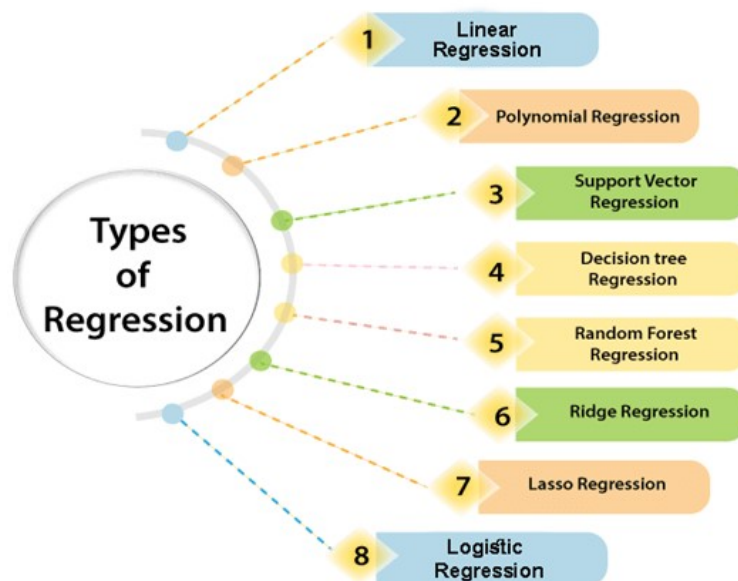 Types
of
Regression
1
Linear
Regression
2
Polynomial Regression
3
Support Vector
Regression
4
Decision tree
Regression
5
Random Forest
Regression
6
Ridge Regression
7
Lasso Regression
8
Logistic
Regression